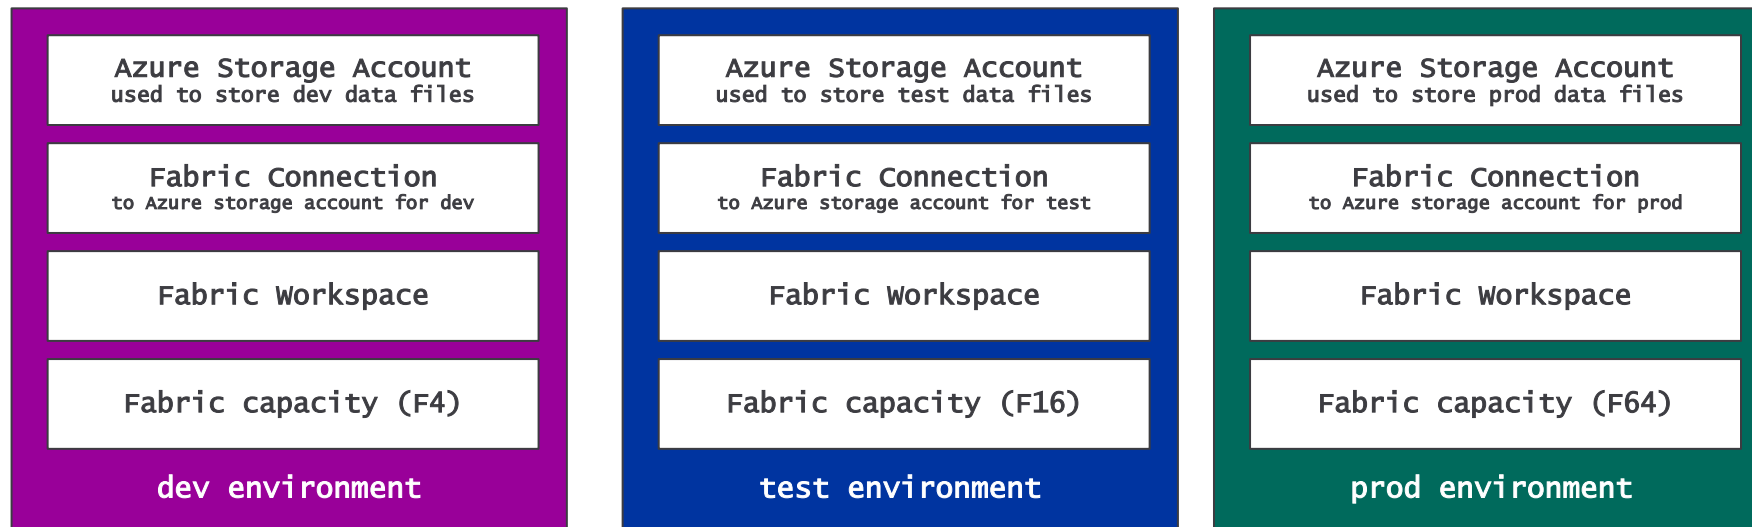 Azure Storage Account
used to store dev data files
Fabric Connection
to Azure storage account for dev
Fabric Workspace
Fabric capacity (F4)
dev environment
Azure Storage Account
used to store test data files
Fabric Connection
to Azure storage account for test
Fabric Workspace
Fabric capacity (F16)
test environment
Azure Storage Account
used to store prod data files
Fabric Connection
to Azure storage account for prod
Fabric Workspace
Fabric capacity (F64)
prod environment